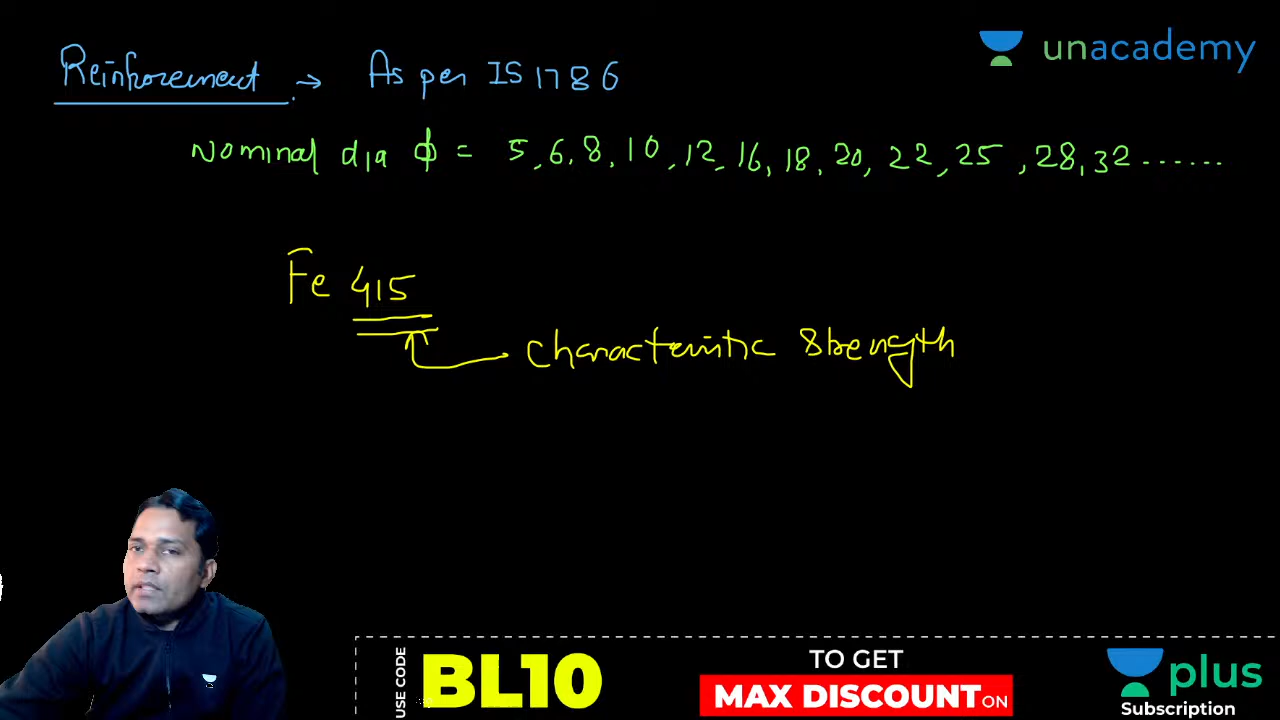 unacademy
Reinforcement → As per IS 1786
Nominal dia ϕ = 5, 6, 8, 10, 12, 16, 18, 20, 22, 25, 28, 32 ......
Fe 415
Characteristic Strength
USE CODE
BL10
TO GET
MAX DISCOUNT ON
plus
Subscription